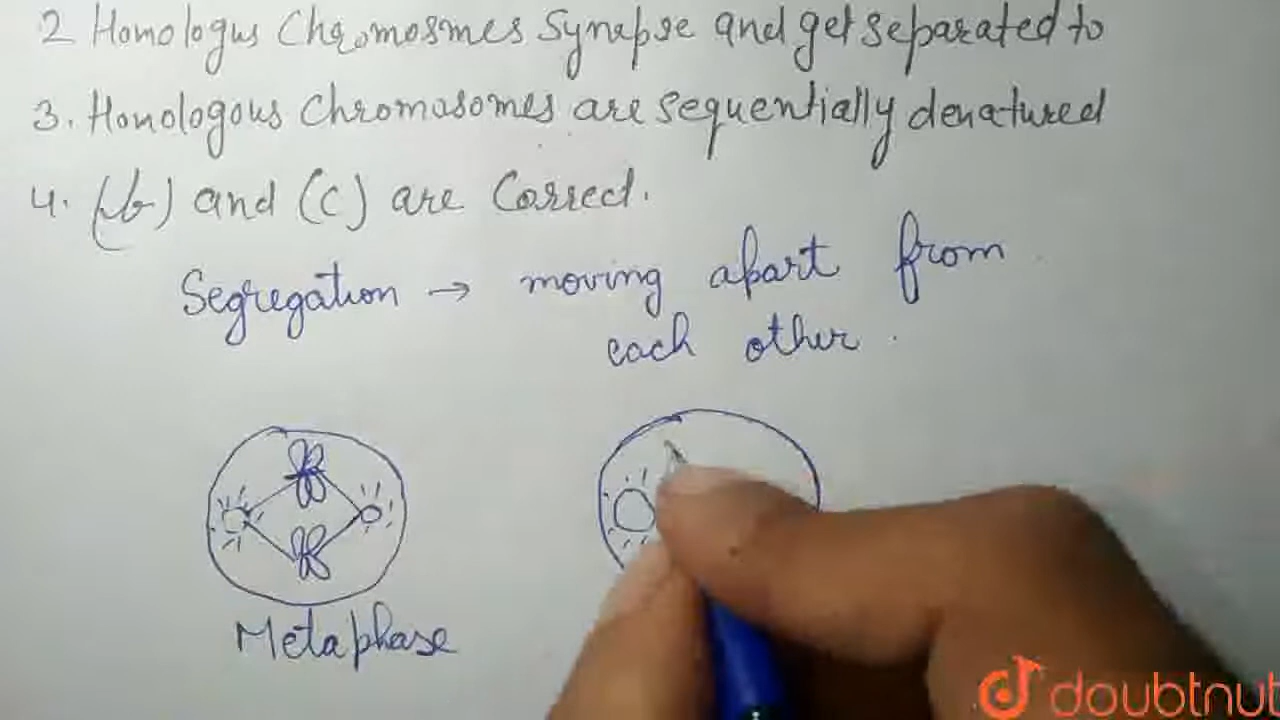 2 Homologus Chromosmes Synapse and get separated to
3. Homologous Chromosomes are sequentially denatured
4. (b) and (c) are Correct.
Segregation → moving apart from
each other.
Metaphase
doubtnut